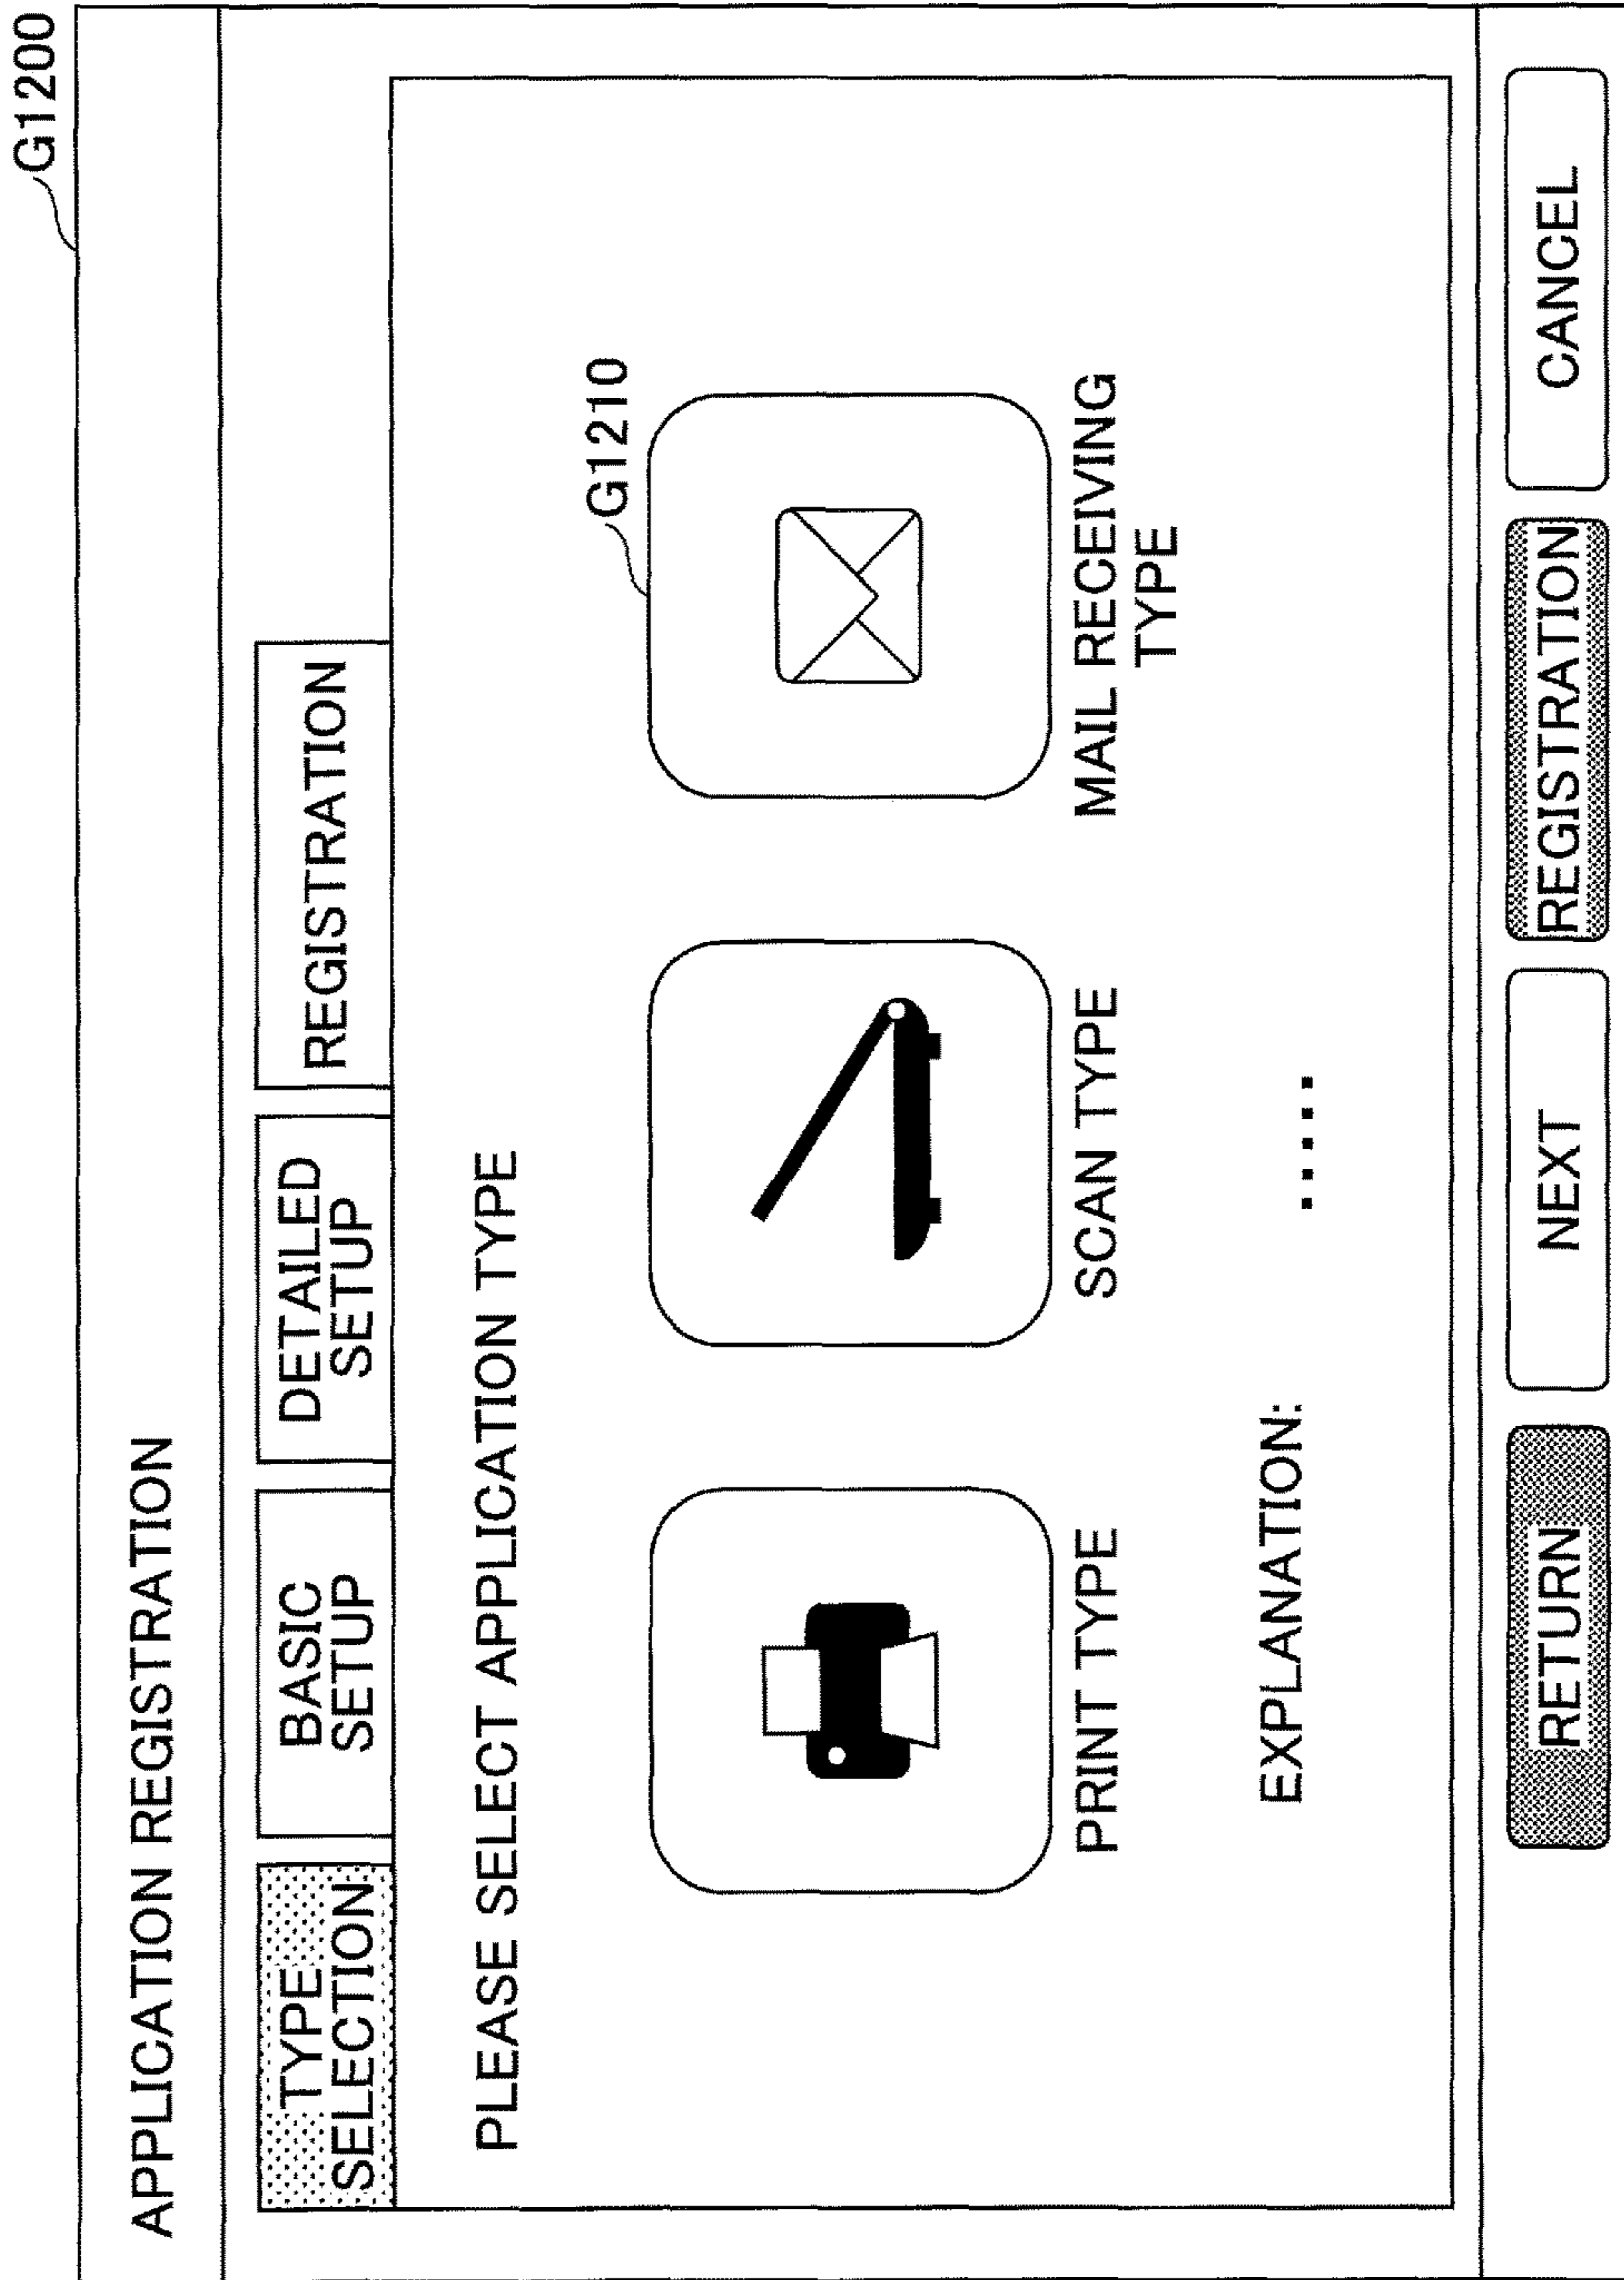 G1200
APPLICATION REGISTRATION
TYPE
SELECTION
BASIC
SETUP
DETAILED
SETUP
REGISTRATION
PLEASE SELECT APPLICATION TYPE
G1210
PRINT TYPE
SCAN TYPE
MAIL RECEIVING
TYPE
EXPLANATION:
.....
RETURN
NEXT
REGISTRATION
CANCEL